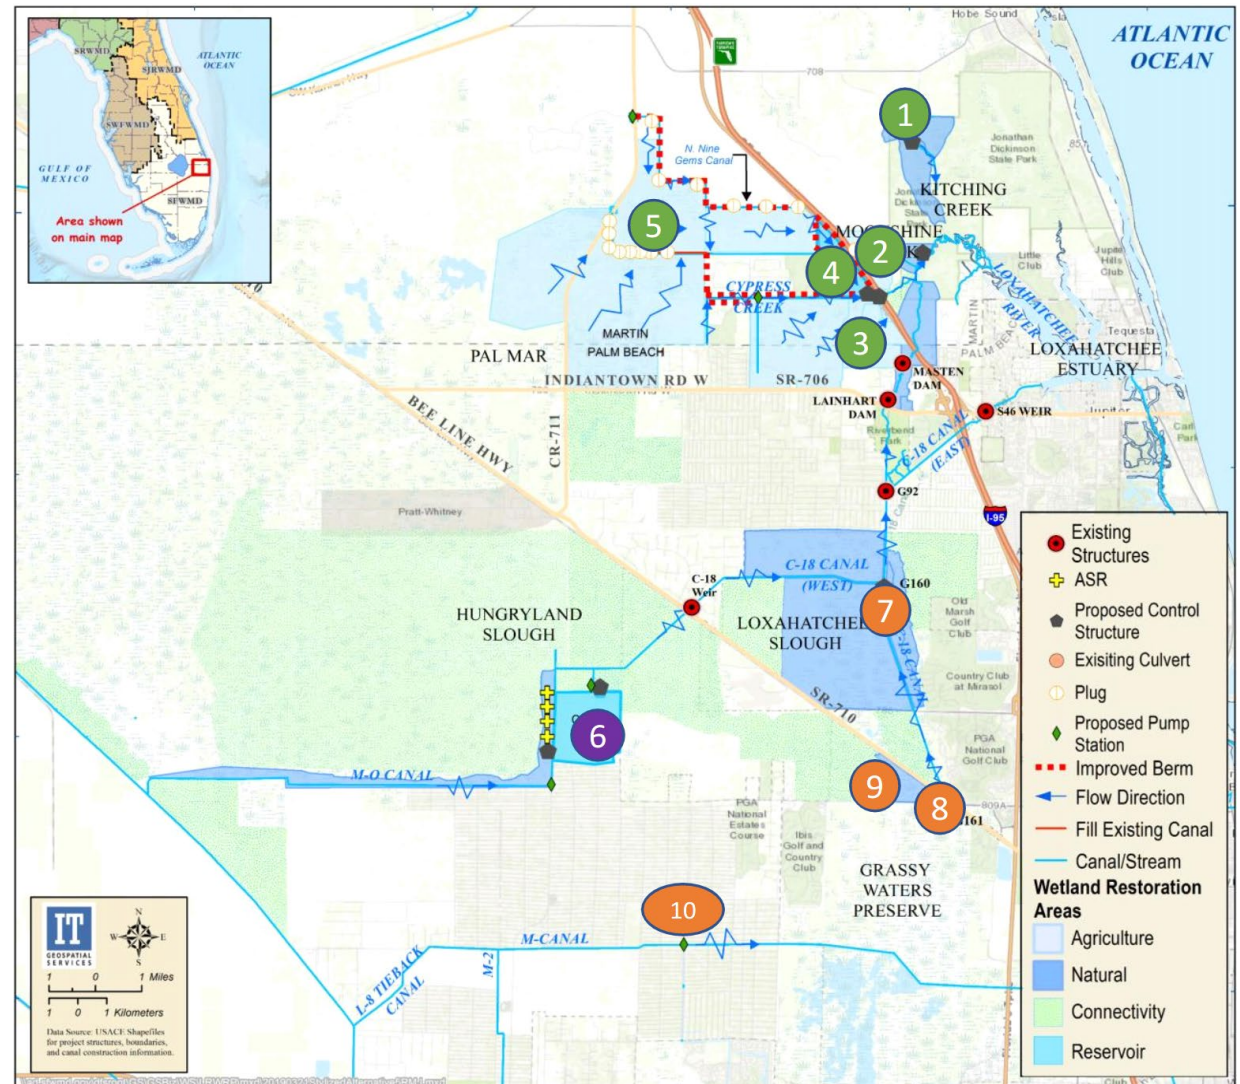 SRWMD
SJRWMD
ATLANTIC
OCEAN
SWFWMD
GULF OF
MEXICO
SFWMD
Area shown
on main map
Hobe Sound
ATLANTIC
OCEAN
708
1
Jonathan
Dickinson
State Park
N. Nine
Gems Canal
KITCHING
CREEK
5
2
4
CYPRESS
CREEK
3
Little
Club
Jupiter
Hills
Club
LOXAHATCHEE
RIVER
MARTIN
PALM BEACH
MARTIN
PALM BEACH
Tequesta
LOXAHATCHEE
ESTUARY
PAL MAR
INDIANTOWN RD W
SR-706
MASTEN
DAM
LAINHART
DAM
S46 WEIR
Jupiter
Riverbend
Park
C-18 CANAL
(EAST)
BEE LINE HWY
CR-711
G92
Pratt-Whitney
I-95
C-18 CANAL
(WEST)
C-18
Weir
G160
7
HUNGRYLAND
SLOUGH
LOXAHATCHEE
SLOUGH
Old
Marsh
Golf
Club
Country Club
at Mirasol
SR-710
6
PGA
National
Golf Club
M-O CANAL
9
8
161
809A
PGA
National
Estates
Course
Ibis
Golf and
Country
Club
GRASSY
WATERS
PRESERVE
10
M-CANAL
M-2
L-8 TIEBACK
CANAL
Existing
Structures
ASR
Proposed Control
Structure
Exisiting Culvert
Plug
Proposed Pump
Station
Improved Berm
Flow Direction
Fill Existing Canal
Canal/Stream
Wetland Restoration
Areas
Agriculture
Natural
Connectivity
Reservoir
IT
GEOSPATIAL
SERVICES
N
W
E
S
1 0 1 Miles
1 0 1 Kilometers
Data Source: USACE Shapefiles
for project structures, boundaries,
and canal construction information.